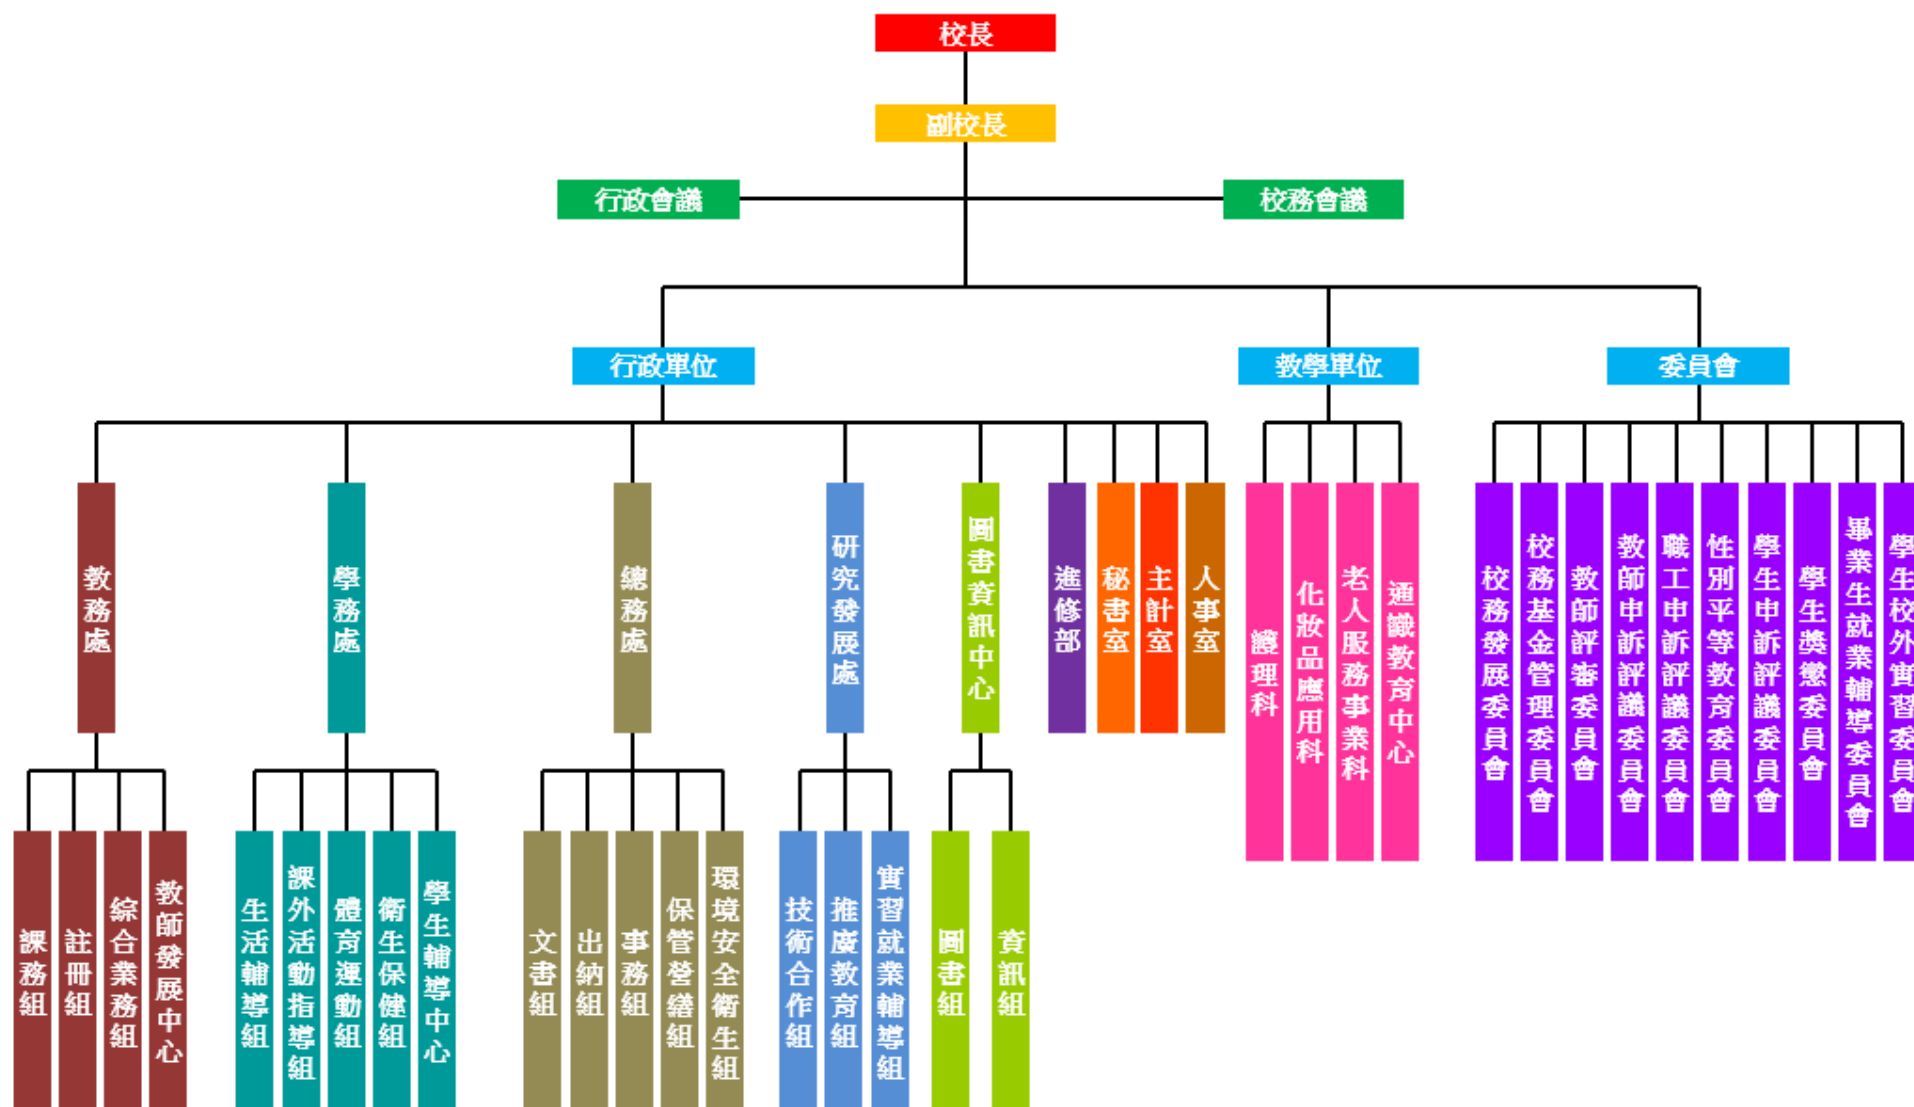 校長
副校長
行政會議
校務會議
行政單位
教學單位
委員會
教務處
學務處
總務處
研究發展處
圖書資訊中心
進修部
秘書室
主計室
人事室
護理科
化妝品應用科
老人服務事業科
通識教育中心
校務發展委員會
校務基金管理委員會
教師評審委員會
教師申訴評議委員會
職工申訴評議委員會
性別平等教育委員會
學生申訴評議委員會
學生獎懲委員會
畢業生就業輔導委員會
學生校外實習委員會
課務組
註冊組
綜合業務組
教師發展中心
生活輔導組
課外活動指導組
體育運動組
衛生保健組
學生輔導中心
文書組
出納組
事務組
保管營繕組
環境安全衛生組
技術合作組
推廣教育組
實習就業輔導組
圖書組
資訊組